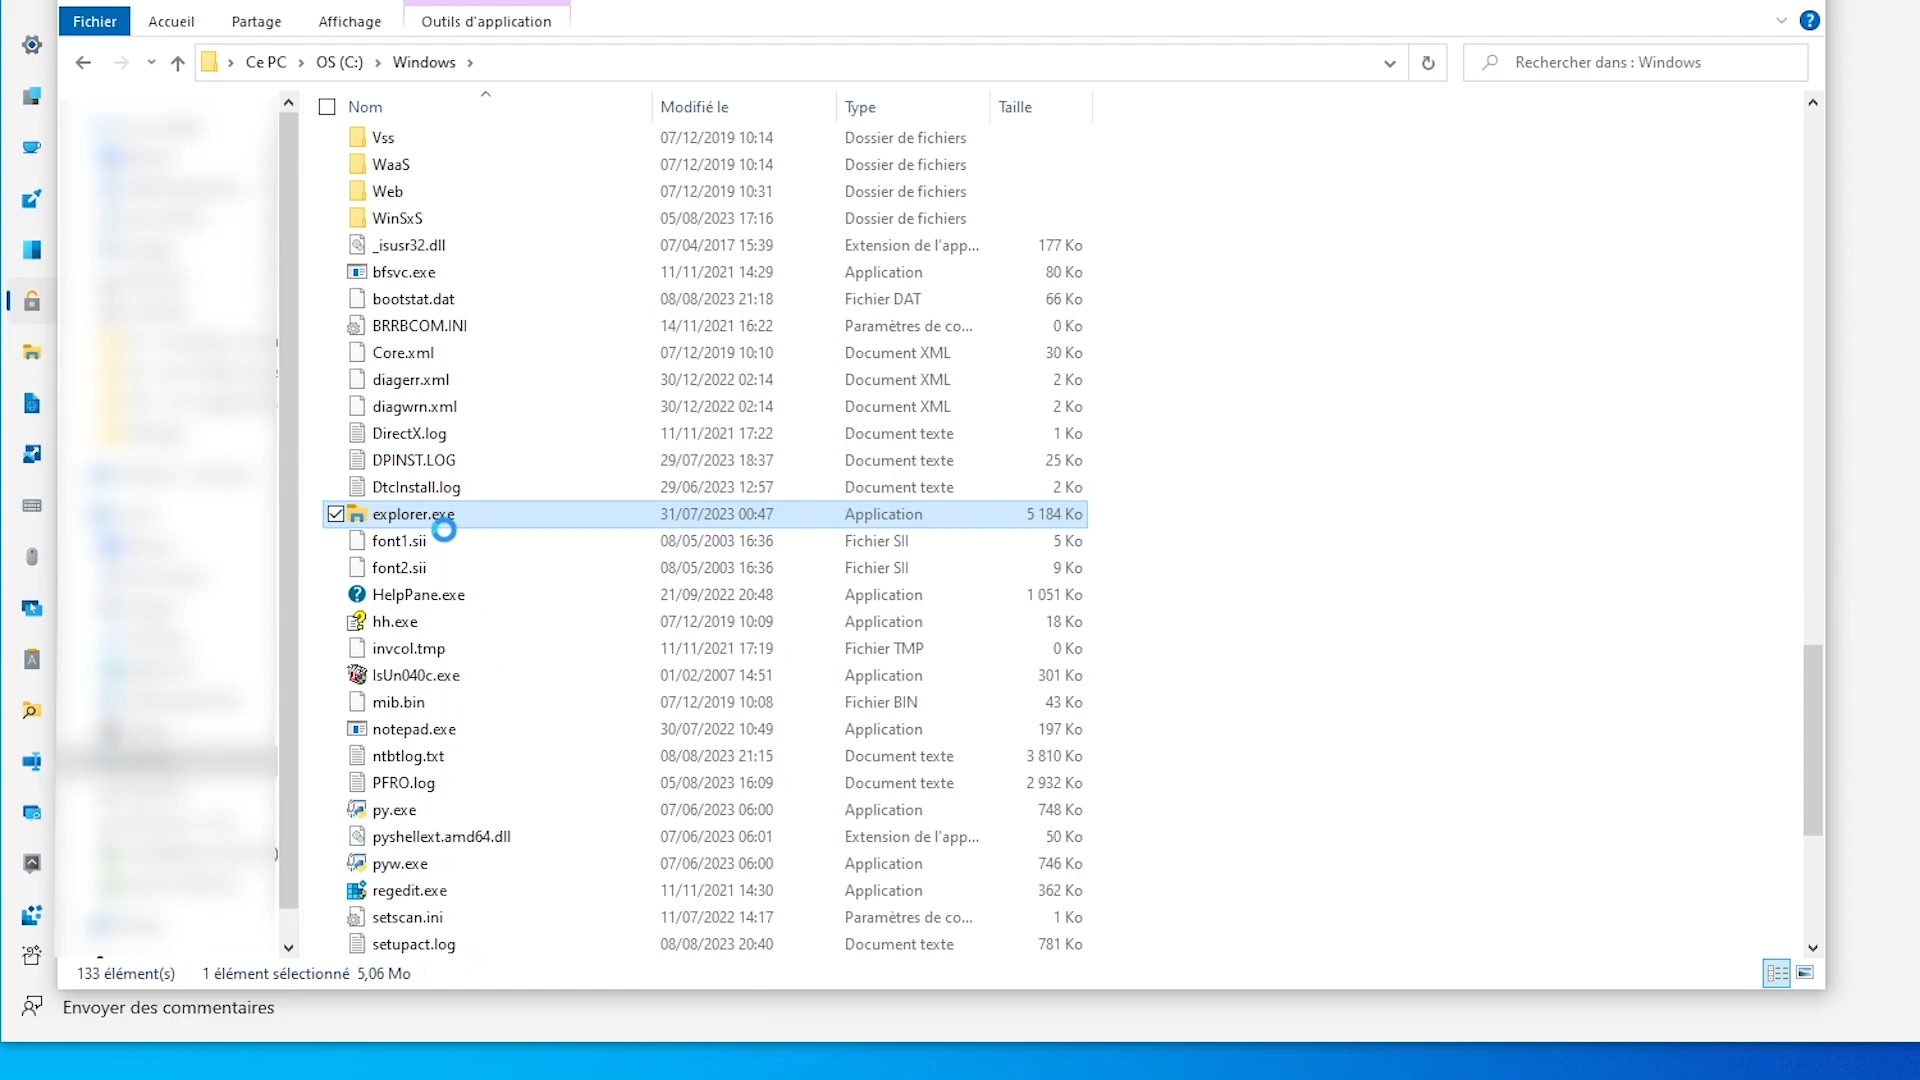 Fichier Accueil Partage Affichage Outils d'application
Ce PC OS (C:) Windows
Rechercher dans : Windows
Nom Modifié le Type Taille
Vss 07/12/2019 10:14 Dossier de fichiers
WaaS 07/12/2019 10:14 Dossier de fichiers
Web 07/12/2019 10:31 Dossier de fichiers
WinSxS 05/08/2023 17:16 Dossier de fichiers
_isusr32.dll 07/04/2017 15:39 Extension de l'app... 177 Ko
bfsvc.exe 11/11/2021 14:29 Application 80 Ko
bootstat.dat 08/08/2023 21:18 Fichier DAT 66 Ko
BRRBCOM.INI 14/11/2021 16:22 Paramètres de co... 0 Ko
Core.xml 07/12/2019 10:10 Document XML 30 Ko
diagerr.xml 30/12/2022 02:14 Document XML 2 Ko
diagwrn.xml 30/12/2022 02:14 Document XML 2 Ko
DirectX.log 11/11/2021 17:22 Document texte 1 Ko
DPINST.LOG 29/07/2023 18:37 Document texte 25 Ko
DtcInstall.log 29/06/2023 12:57 Document texte 2 Ko
explorer.exe 31/07/2023 00:47 Application 5 184 Ko
font1.sii 08/05/2003 16:36 Fichier SII 5 Ko
font2.sii 08/05/2003 16:36 Fichier SII 9 Ko
HelpPane.exe 21/09/2022 20:48 Application 1 051 Ko
hh.exe 07/12/2019 10:09 Application 18 Ko
invcol.tmp 11/11/2021 17:19 Fichier TMP 0 Ko
IsUn040c.exe 01/02/2007 14:51 Application 301 Ko
mib.bin 07/12/2019 10:08 Fichier BIN 43 Ko
notepad.exe 30/07/2022 10:49 Application 197 Ko
ntbtlog.txt 08/08/2023 21:15 Document texte 3 810 Ko
PFRO.log 05/08/2023 16:09 Document texte 2 932 Ko
py.exe 07/06/2023 06:00 Application 748 Ko
pyshellext.amd64.dll 07/06/2023 06:01 Extension de l'app... 50 Ko
pyw.exe 07/06/2023 06:00 Application 746 Ko
regedit.exe 11/11/2021 14:30 Application 362 Ko
setscan.ini 11/07/2022 14:17 Paramètres de co... 1 Ko
setupact.log 08/08/2023 20:40 Document texte 781 Ko
133 élément(s) 1 élément sélectionné 5,06 Mo
Envoyer des commentaires